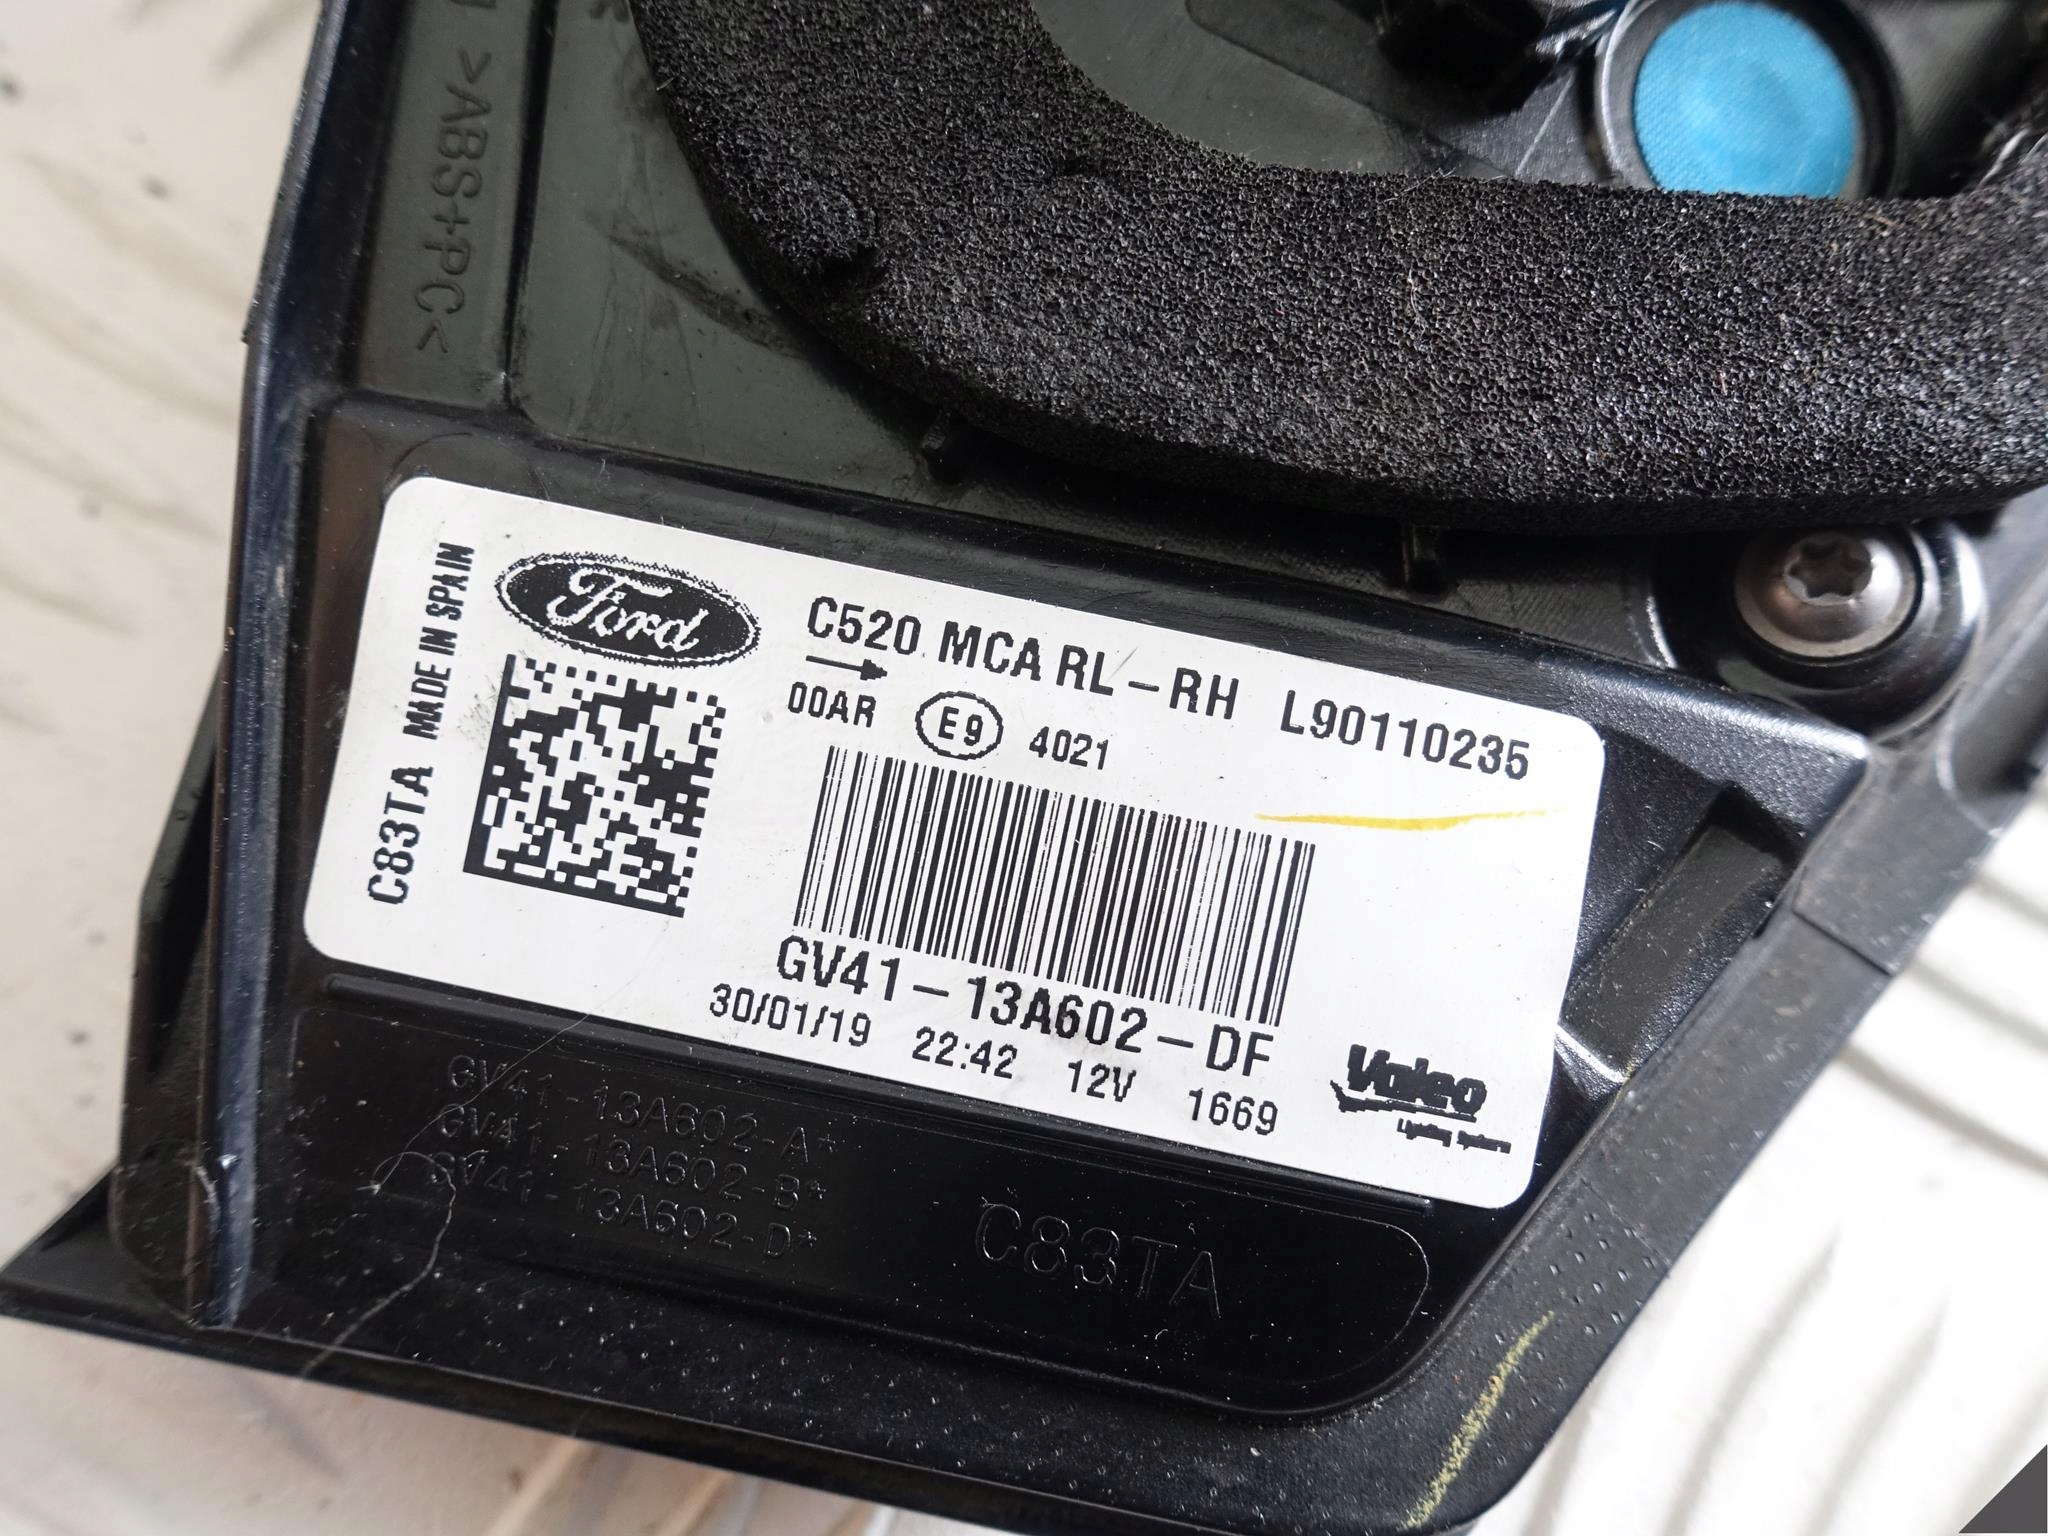 >ABS+PC<
Ford
C520 MCA RL-RH L90110235
00AR E9 4021
C83TA MADE IN SPAIN
GV41-13A602-DF
30/01/19 22:42 12V 1669
Valeo
Lighting Systems
GV41-13A602-A*
GV41-13A602-B*
GV41-13A602-D*
C83TA